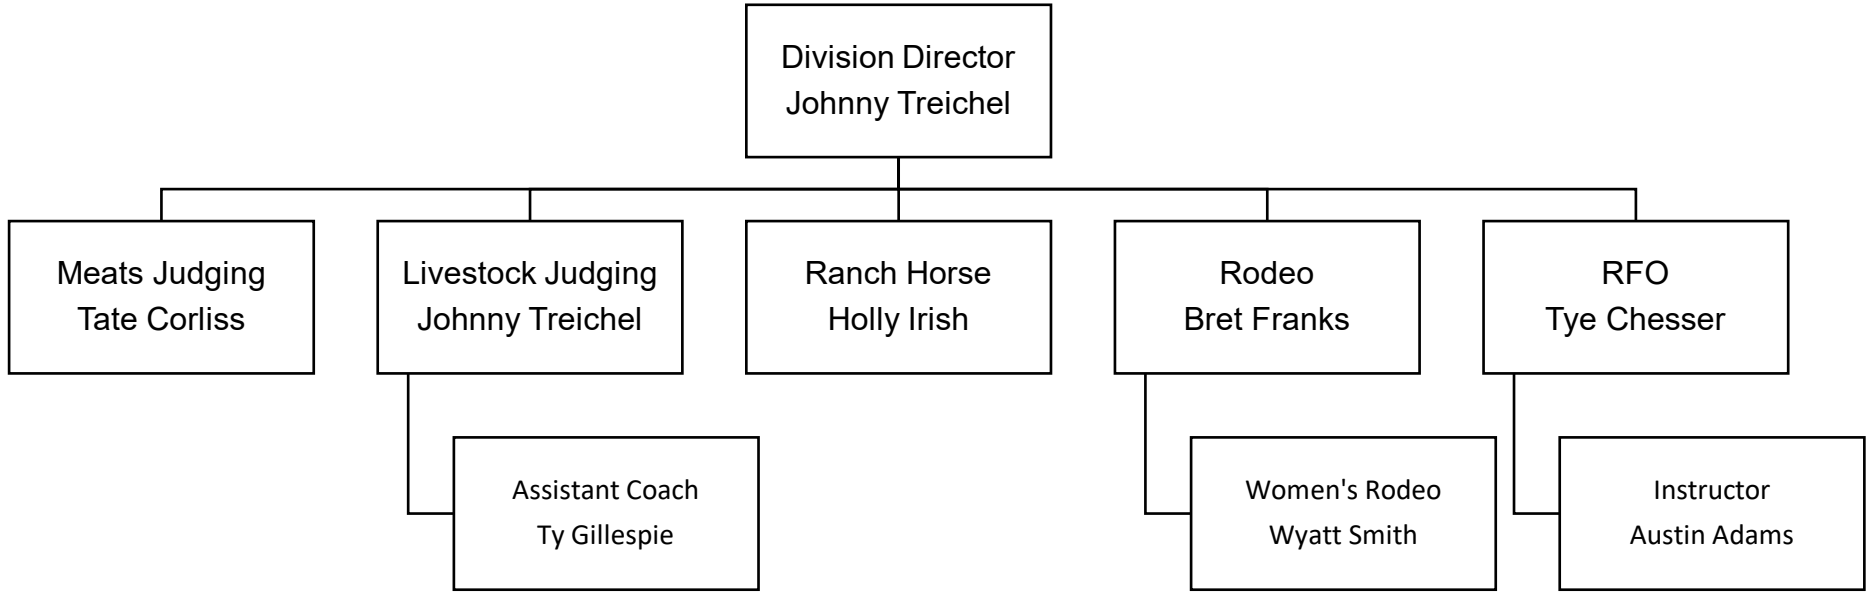 Division Director
Johnny Treichel
Meats Judging
Tate Corliss
Livestock Judging
Johnny Treichel
Ranch Horse
Holly Irish
Rodeo
Bret Franks
RFO
Tye Chesser
Assistant Coach
Ty Gillespie
Women's Rodeo
Wyatt Smith
Instructor
Austin Adams